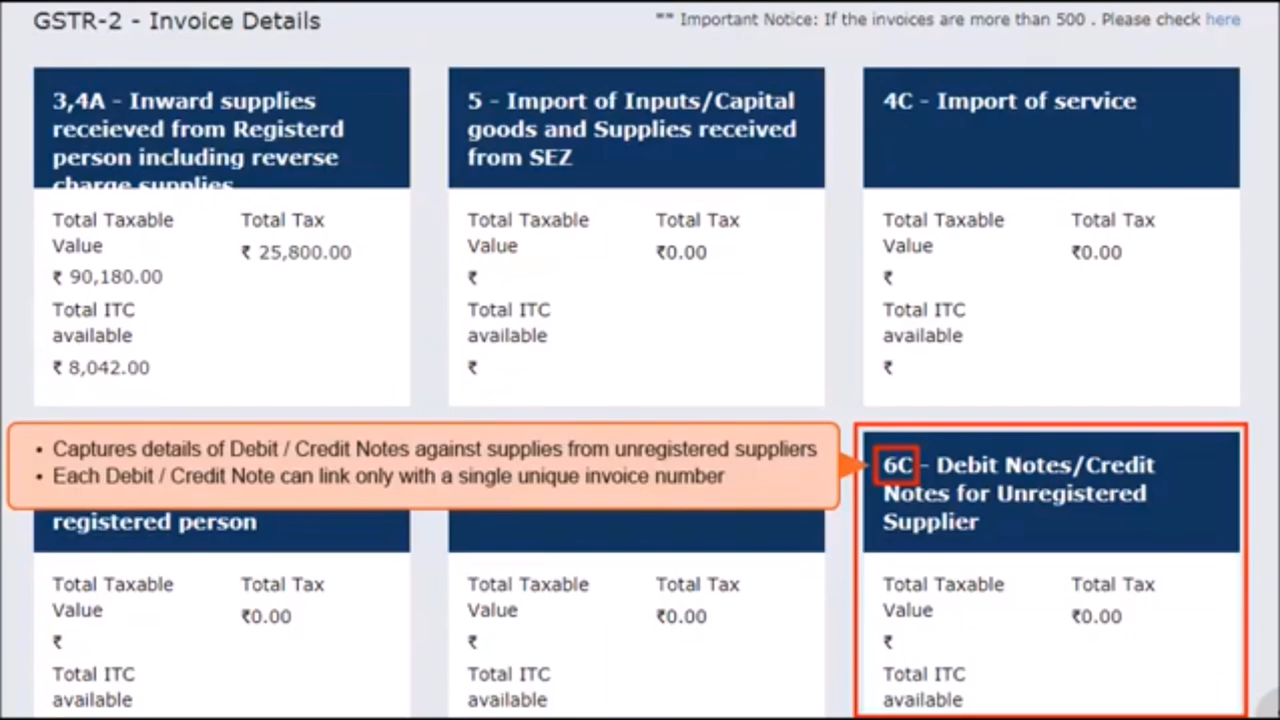 GSTR-2 - Invoice Details
** Important Notice: If the invoices are more than 500 . Please check here
3,4A - Inward supplies
receieved from Registerd
person including reverse
charge supplies
5 - Import of Inputs/Capital
goods and Supplies received
from SEZ
4C - Import of service
Total Taxable
Value
₹ 90,180.00
Total Tax
₹ 25,800.00
Total ITC
available
₹ 8,042.00
Total Taxable
Value
₹
Total Tax
₹0.00
Total ITC
available
₹
Total Taxable
Value
₹
Total Tax
₹0.00
Total ITC
available
₹
• Captures details of Debit / Credit Notes against supplies from unregistered suppliers
• Each Debit / Credit Note can link only with a single unique invoice number
registered person
6C - Debit Notes/Credit
Notes for Unregistered
Supplier
Total Taxable
Value
₹
Total Tax
₹0.00
Total ITC
available
Total Taxable
Value
₹
Total Tax
₹0.00
Total ITC
available
Total Taxable
Value
₹
Total Tax
₹0.00
Total ITC
available